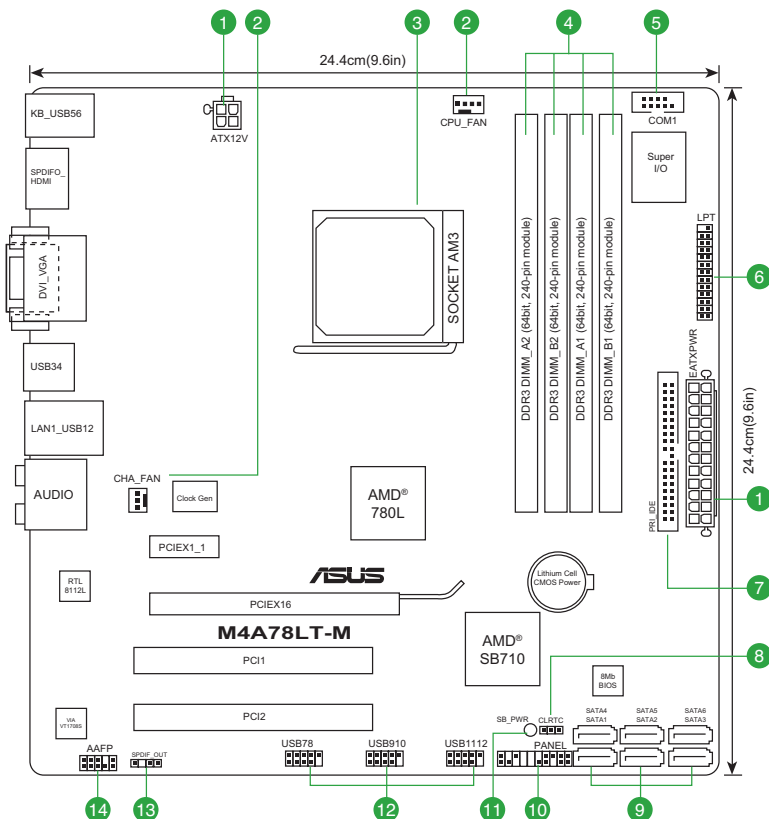 1
2
3
2
4
5
24.4cm(9.6in)
KB_USB56
ATX12V
CPU_FAN
COM1
SPDIFO_
HDMI
Super
I/O
LPT
DVI_VGA
SOCKET AM3
DDR3 DIMM_A2 (64bit, 240-pin module)
DDR3 DIMM_B2 (64bit, 240-pin module)
DDR3 DIMM_A1 (64bit, 240-pin module)
DDR3 DIMM_B1 (64bit, 240-pin module)
6
USB34
EATXPWR
24.4cm(9.6in)
LAN1_USB12
2
CHA_FAN
AUDIO
Clock Gen
AMD®
780L
PRI_IDE
1
PCIEX1_1
RTL
8112L
ASUS
Lithium Cell
CMOS Power
7
PCIEX16
M4A78LT-M
AMD®
SB710
PCI1
8
8Mb
BIOS
VIA
VT1708S
PCI2
SB_PWR
CLRTC
SATA4
SATA1
SATA5
SATA2
SATA6
SATA3
AAFP
SPDIF_OUT
USB78
USB910
USB1112
PANEL
14
13
12
11
10
9